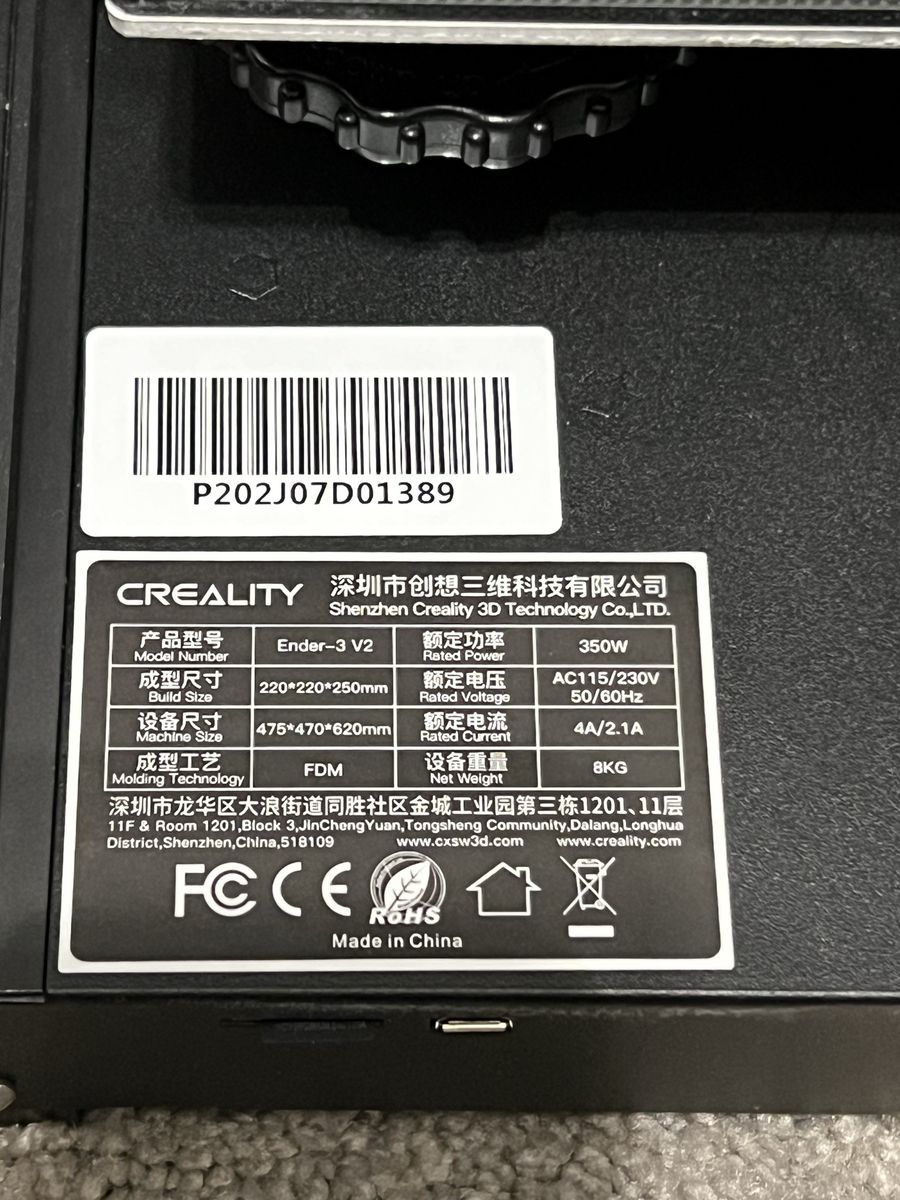 P202J07D01389
CREALITY 深圳市创想三维科技有限公司
Shenzhen Creality 3D Technology Co.,LTD.
产品型号 Ender-3 V2 额定功率 350W
Model Number Rated Power
成型尺寸 220*220*250mm 额定电压 AC115/230V
Build Size Rated Voltage 50/60Hz
设备尺寸 475*470*620mm 额定电流 4A/2.1A
Machine Size Rated Current
成型工艺 FDM 设备重量 8KG
Molding Technology Net Weight
深圳市龙华区大浪街道同胜社区金城工业园第三栋1201、11层
11F & Room 1201,Block 3,JinChengYuan,Tongsheng Community,Dalang,Longhua
District,Shenzhen,China,518109 www.cxsw3d.com www.creality.com
FC CE RoHS
Made in China